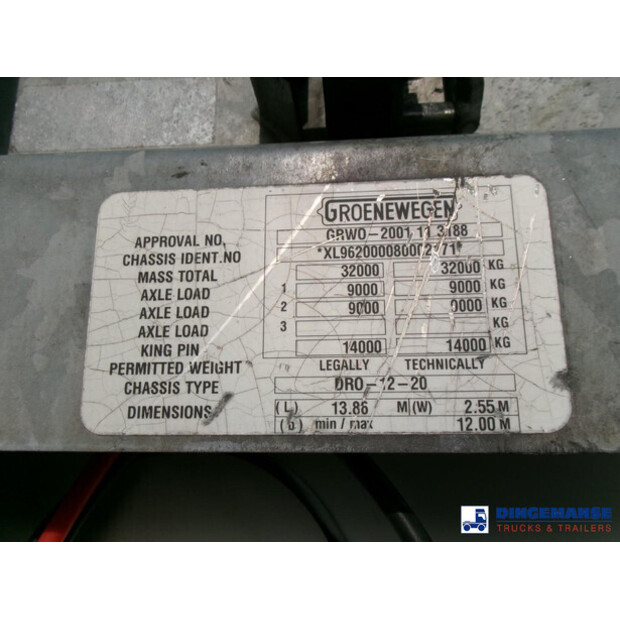 GROENEWEGEN
APPROVAL NO. GRWO-2001 11 3188
CHASSIS IDENT.NO
MASS TOTAL 32000 32000 KG
AXLE LOAD 1 9000 9000 KG
AXLE LOAD 2 9000 9000 KG
AXLE LOAD 3 KG
KING PIN 14000 14000 KG
PERMITTED WEIGHT LEGALLY TECHNICALLY
CHASSIS TYPE DRO-12-20
DIMENSIONS (L) 13.86 M (W) 2.55 M
min / max 12.00 M
DINGEMANSE
TRUCKS & TRAILERS